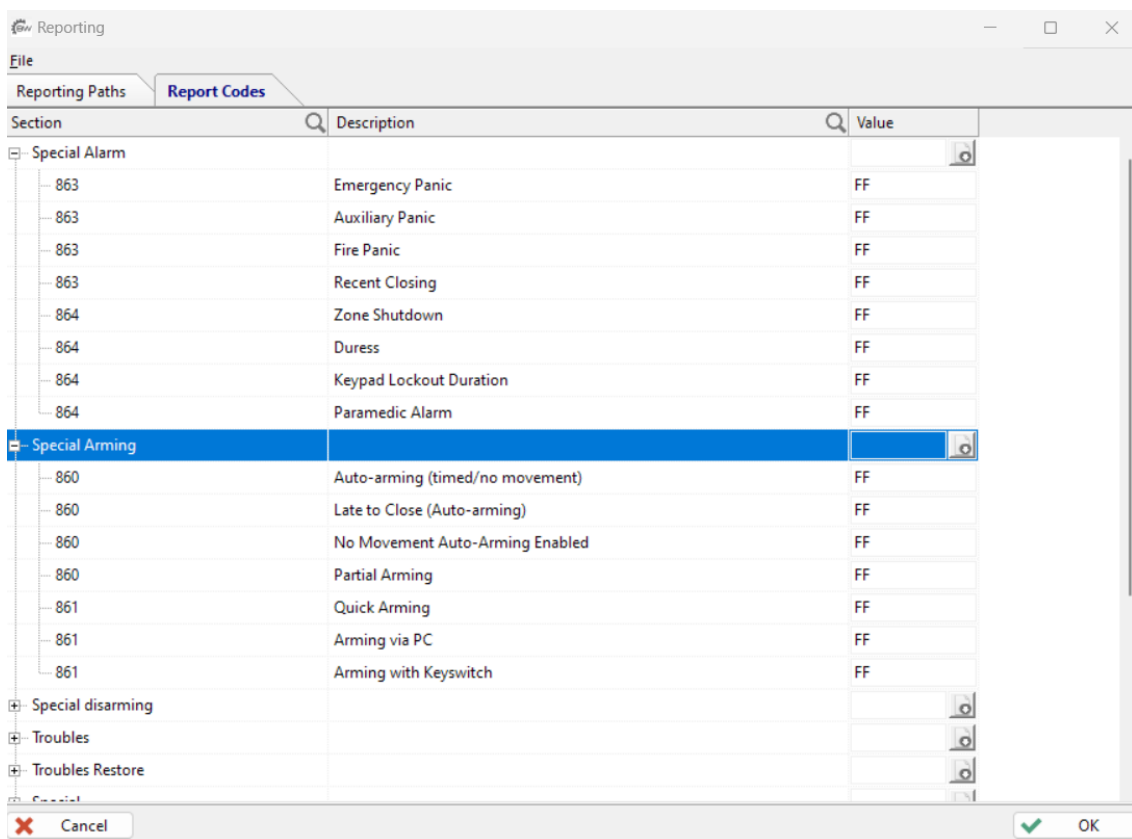 Reporting
File
Reporting Paths Report Codes
Section Description Value
Special Alarm
863 Emergency Panic FF
863 Auxiliary Panic FF
863 Fire Panic FF
863 Recent Closing FF
864 Zone Shutdown FF
864 Duress FF
864 Keypad Lockout Duration FF
864 Paramedic Alarm FF
Special Arming
860 Auto-arming (timed/no movement) FF
860 Late to Close (Auto-arming) FF
860 No Movement Auto-Arming Enabled FF
860 Partial Arming FF
861 Quick Arming FF
861 Arming via PC FF
861 Arming with Keyswitch FF
Special disarming
Troubles
Troubles Restore
Special
Cancel OK